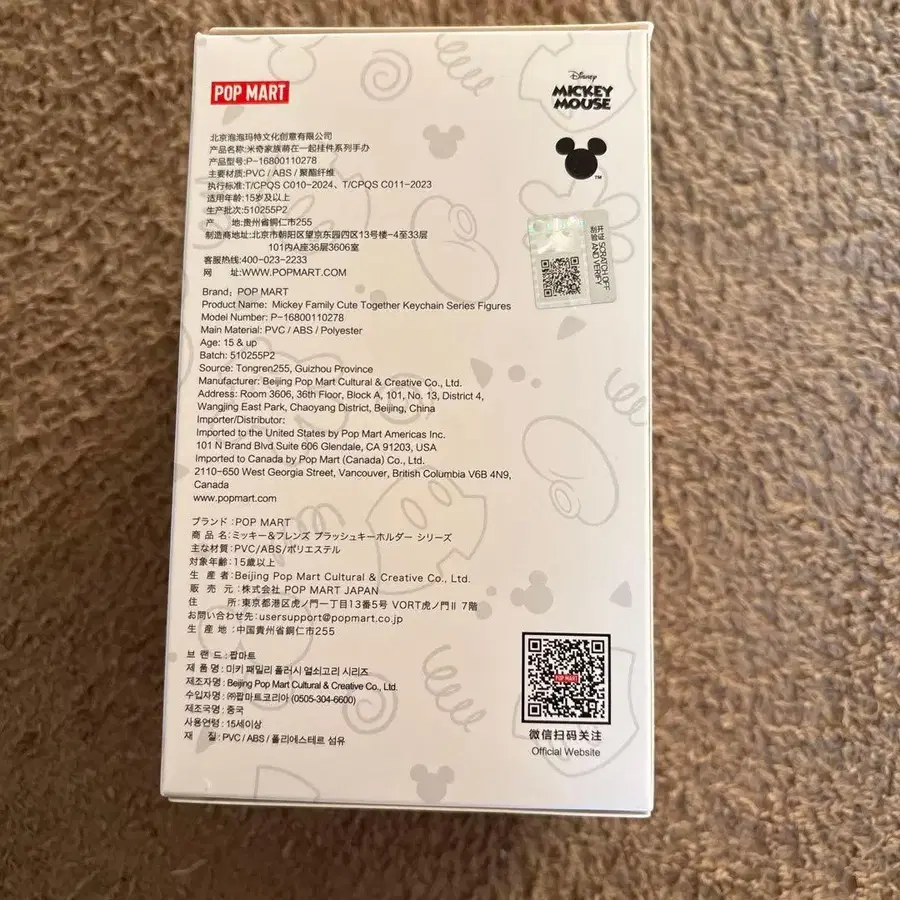 POP MART
Disney
MICKEY
MOUSE
TM
北京泡泡玛特文化创意有限公司
产品名称:米奇家族萌在一起挂件系列手办
产品型号:P-16800110278
主要材质:PVC / ABS / 聚酯纤维
执行标准:T/CPQS C010-2024、T/CPQS C011-2023
适用年龄:15岁及以上
生产批次:510255P2
产 地:贵州省铜仁市255
制造商地址:北京市朝阳区望京东园四区13号楼-4至33层
101内A座36层3606室
客服热线:400-023-2233
网 址:WWW.POPMART.COM
刮开
验证
SCRATCH OFF
AND VERIFY
Brand: POP MART
Product Name: Mickey Family Cute Together Keychain Series Figures
Model Number: P-16800110278
Main Material: PVC / ABS / Polyester
Age: 15 & up
Batch: 510255P2
Source: Tongren255, Guizhou Province
Manufacturer: Beijing Pop Mart Cultural & Creative Co., Ltd.
Address: Room 3606, 36th Floor, Block A, 101, No. 13, District 4,
Wangjing East Park, Chaoyang District, Beijing, China
Importer/Distributor:
Imported to the United States by Pop Mart Americas Inc.
101 N Brand Blvd Suite 606 Glendale, CA 91203, USA
Imported to Canada by Pop Mart (Canada) Co., Ltd.
2110-650 West Georgia Street, Vancouver, British Columbia V6B 4N9,
Canada
www.popmart.com
ブランド:POP MART
商 品 名:ミッキー&フレンズ プラッシュキーホルダー シリーズ
主な材質:PVC/ABS/ポリエステル
対象年齢:15歳以上
生 産 者:Beijing Pop Mart Cultural & Creative Co., Ltd.
販 売 元:株式会社 POP MART JAPAN
住 所:東京都港区虎ノ門一丁目13番5号 VORT虎ノ門II 7階
お問い合わせ先:usersupport@popmart.co.jp
生 産 地:中国貴州省銅仁市255
브 랜 드:팝마트
제 품 명:미키 패밀리 플러시 열쇠고리 시리즈
제조자명:Beijing Pop Mart Cultural & Creative Co., Ltd.
수입자명:㈜팝마트코리아 (0505-304-6600)
제조국명:중국
사용연령:15세이상
재 질:PVC / ABS / 폴리에스테르 섬유
POP MART
微信扫码关注
Official Website